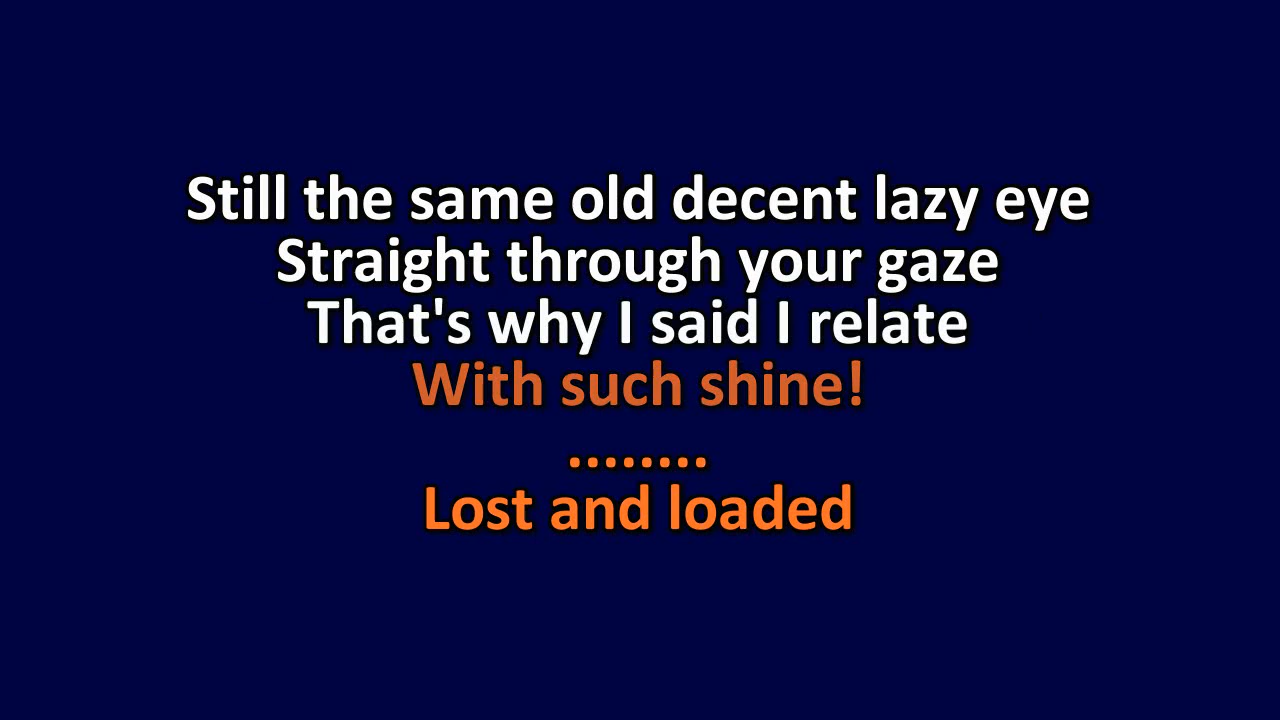 Still the same old decent lazy eye
Straight through your gaze
That's why I said I relate
With such shine!
........
Lost and loaded